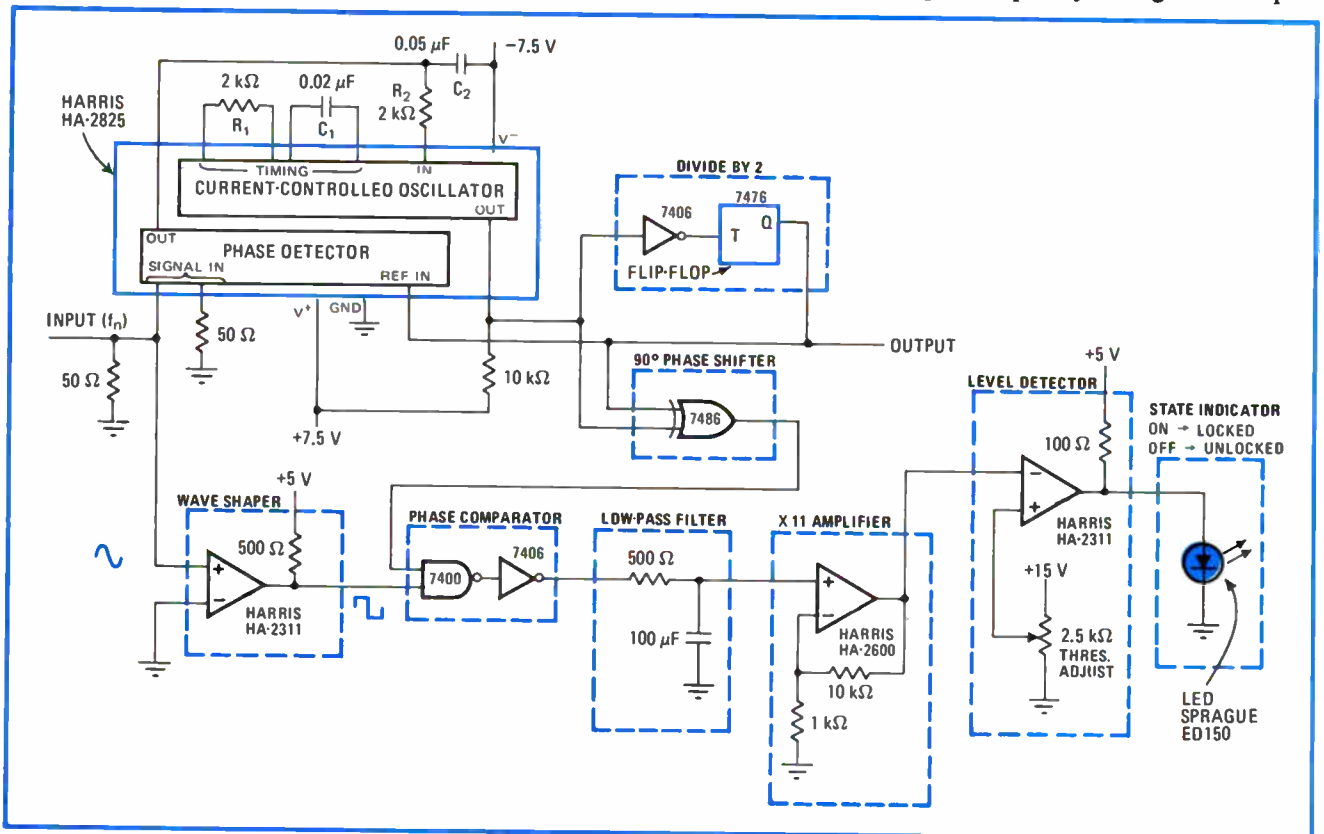 0.05 µF
-7.5 V
2 kΩ
0.02 µF
C2
R2
2 kΩ
HARRIS
HA-2825
R1
C1
V−
TIMING
IN
CURRENT-CONTROLLEO OSCILLATOR
OUT
OUT
PHASE DETECTOR
SIGNAL IN
REF IN
DIVIDE BY 2
7406
7476
T
Q
FLIP-FLOP
V+
GND
INPUT (fn)
50 Ω
50 Ω
10 kΩ
OUTPUT
+7.5 V
90° PHASE SHIFTER
7486
+5 V
LEVEL DETECTOR
100 Ω
STATE INDICATOR
ON → LOCKED
OFF → UNLOCKED
+5 V
WAVE SHAPER
500 Ω
+
−
HARRIS
HA-2311
PHASE COMPARATOR
7406
7400
LOW-PASS FILTER
500 Ω
100 µF
X 11 AMPLIFIER
+
−
HARRIS
HA-2600
10 kΩ
1 kΩ
−
+
HARRIS
HA-2311
+15 V
2.5 kΩ
THRES.
ADJUST
LED
SPRAGUE
ED150